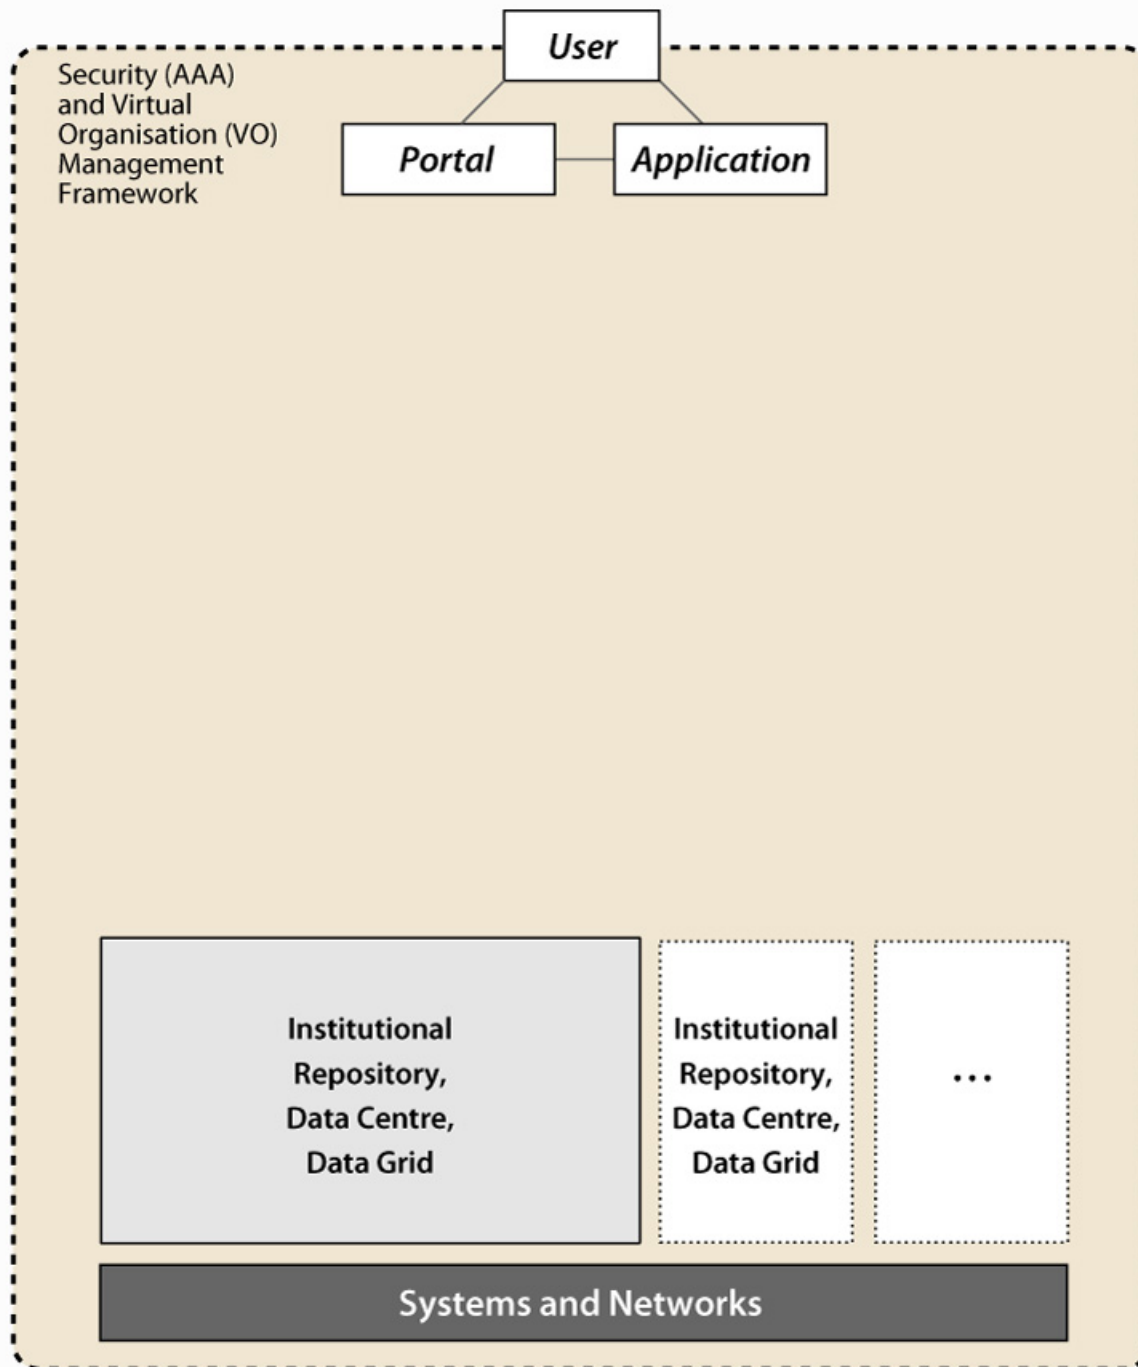 User
Security (AAA)
and Virtual
Organisation (VO)
Management
Framework
Portal
Application
Institutional
Repository,
Data Centre,
Data Grid
Institutional
Repository,
Data Centre,
Data Grid
...
Systems and Networks